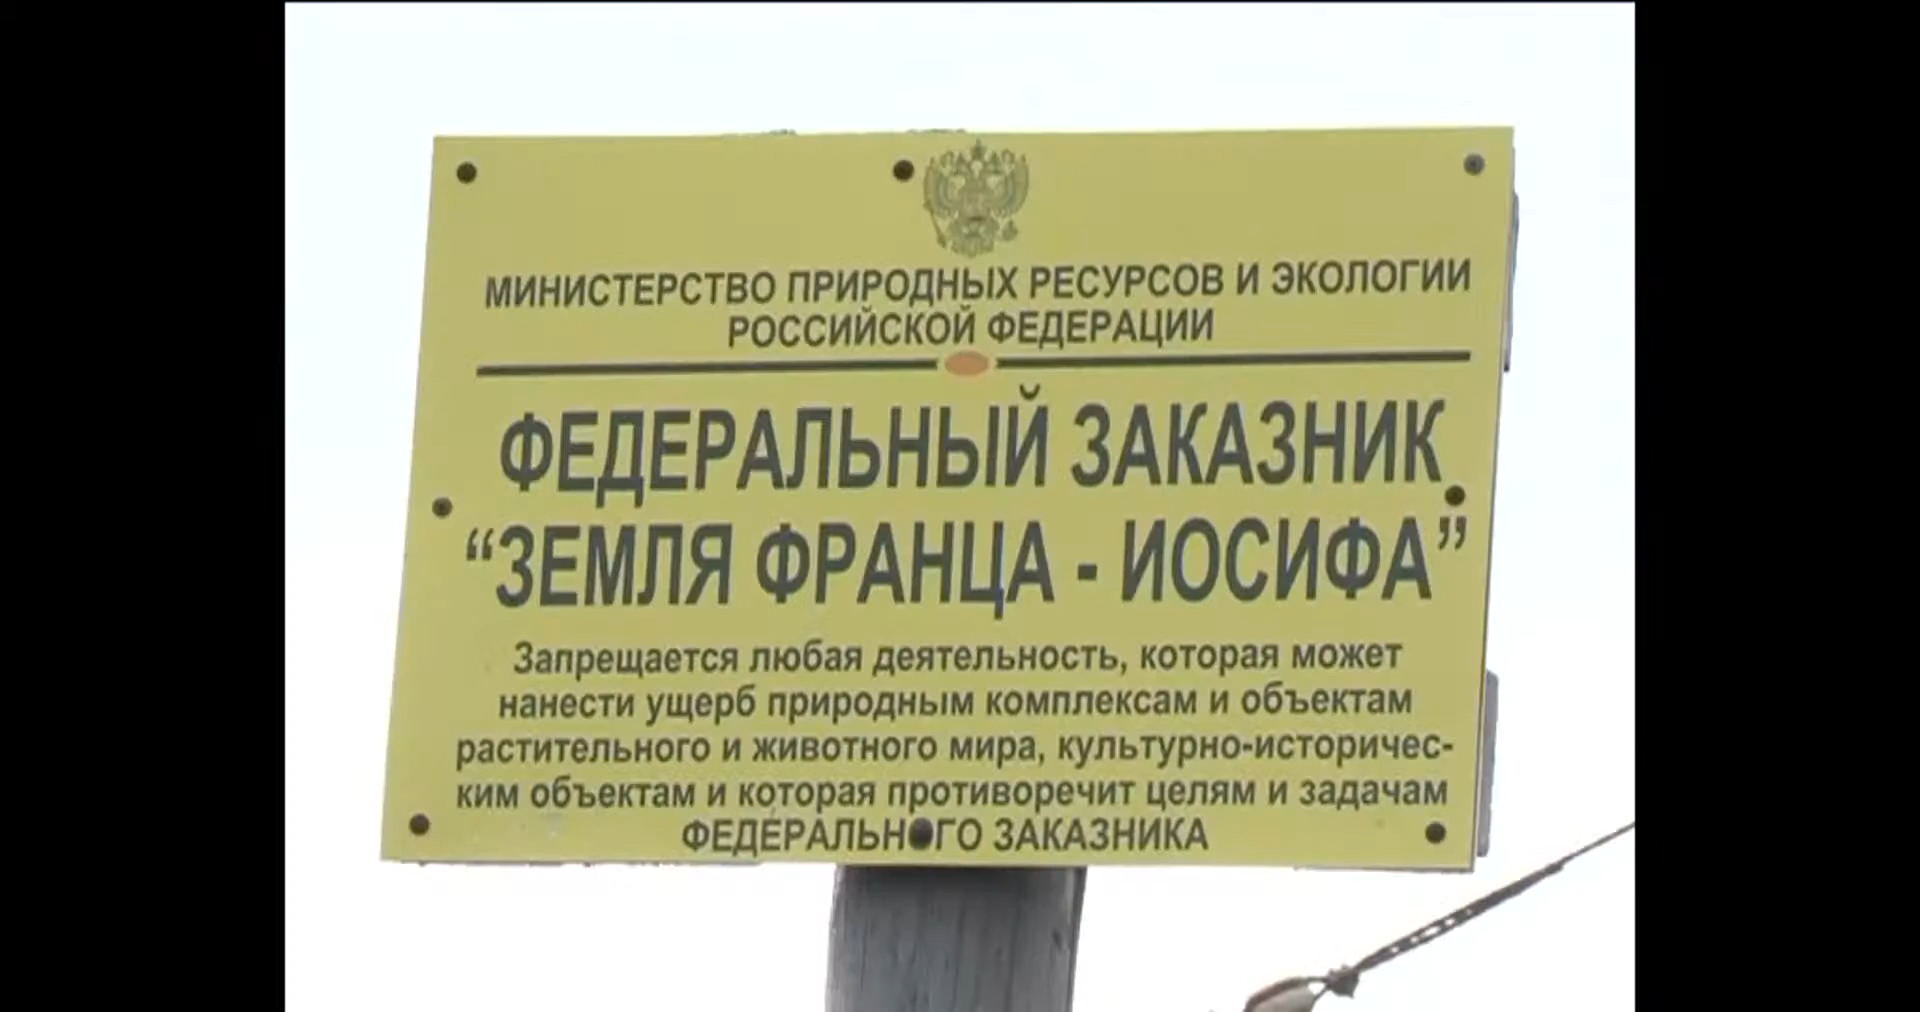 МИНИСТЕРСТВО ПРИРОДНЫХ РЕСУРСОВ И ЭКОЛОГИИ
РОССИЙСКОЙ ФЕДЕРАЦИИ
ФЕДЕРАЛЬНЫЙ ЗАКАЗНИК
“ЗЕМЛЯ ФРАНЦА - ИОСИФА”
Запрещается любая деятельность, которая может
нанести ущерб природным комплексам и объектам
растительного и животного мира, культурно-историчес-
ким объектам и которая противоречит целям и задачам
ФЕДЕРАЛЬНОГО ЗАКАЗНИКА